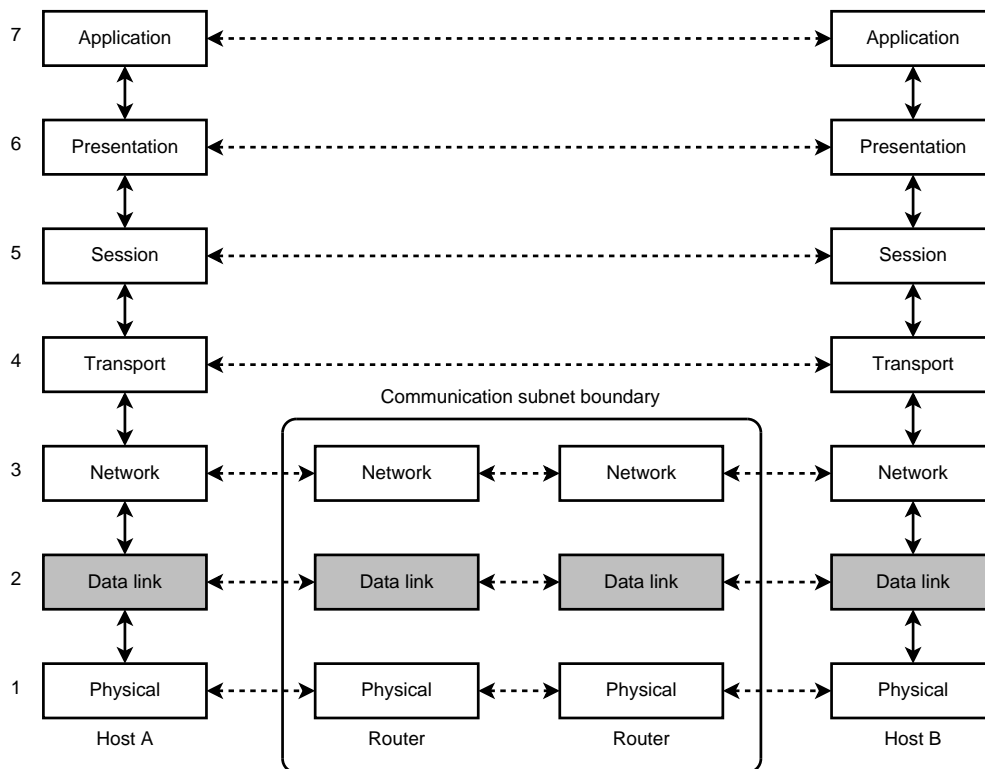 7 Application Application
6 Presentation Presentation
5 Session Session
4 Transport Transport
Communication subnet boundary
3 Network Network Network Network
2 Data link Data link Data link Data link
1 Physical Physical Physical Physical
Host A Router Router Host B